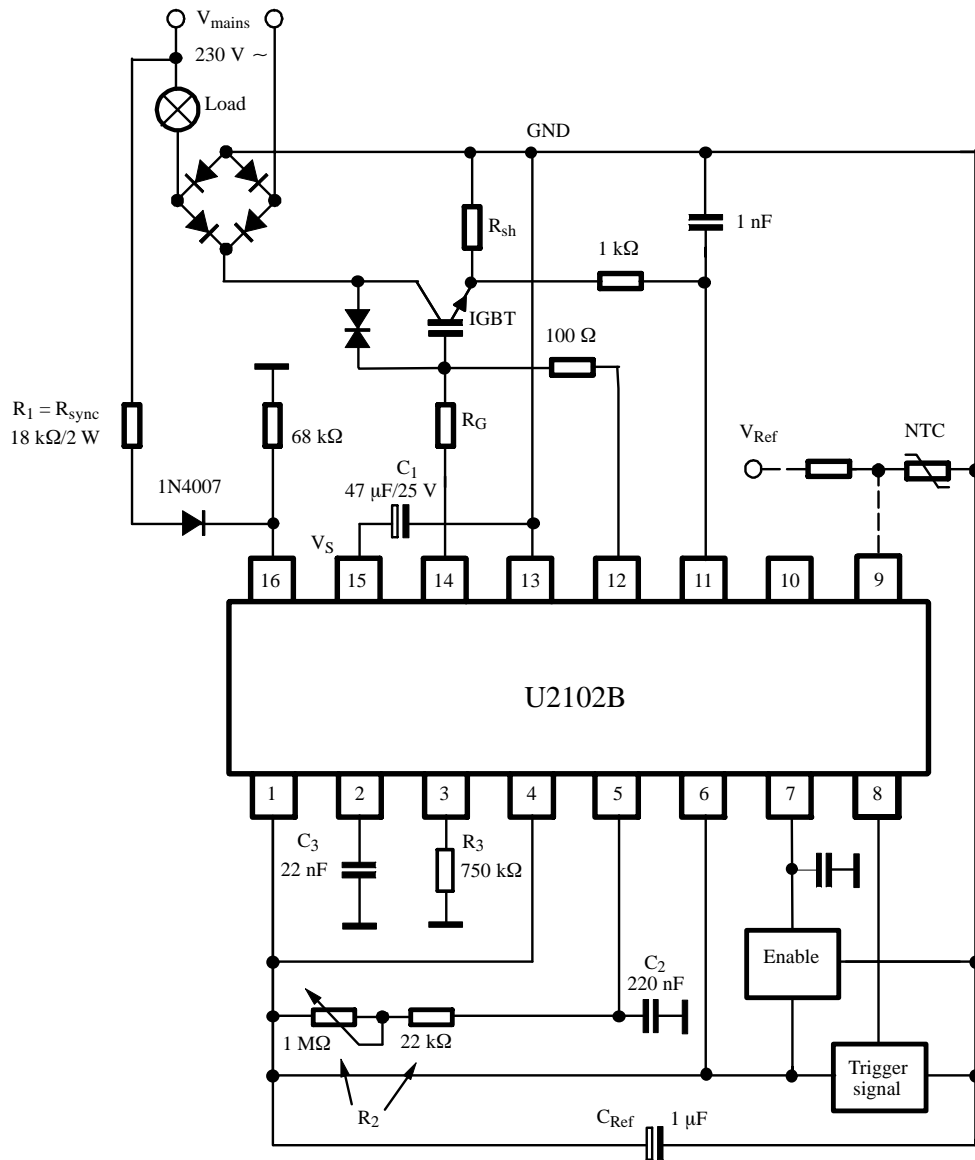 V_mains
230 V ~
Load
GND
R_sh
1 nF
1 kΩ
IGBT
100 Ω
R_1 = R_sync
18 kΩ/2 W
68 kΩ
R_G
V_Ref
NTC
C_1
47 μF/25 V
1N4007
V_S
16
15
14
13
12
11
10
9
U2102B
1
2
3
4
5
6
7
8
C_3
22 nF
R_3
750 kΩ
Enable
C_2
220 nF
1 MΩ
22 kΩ
Trigger
signal
R_2
C_Ref
1 μF